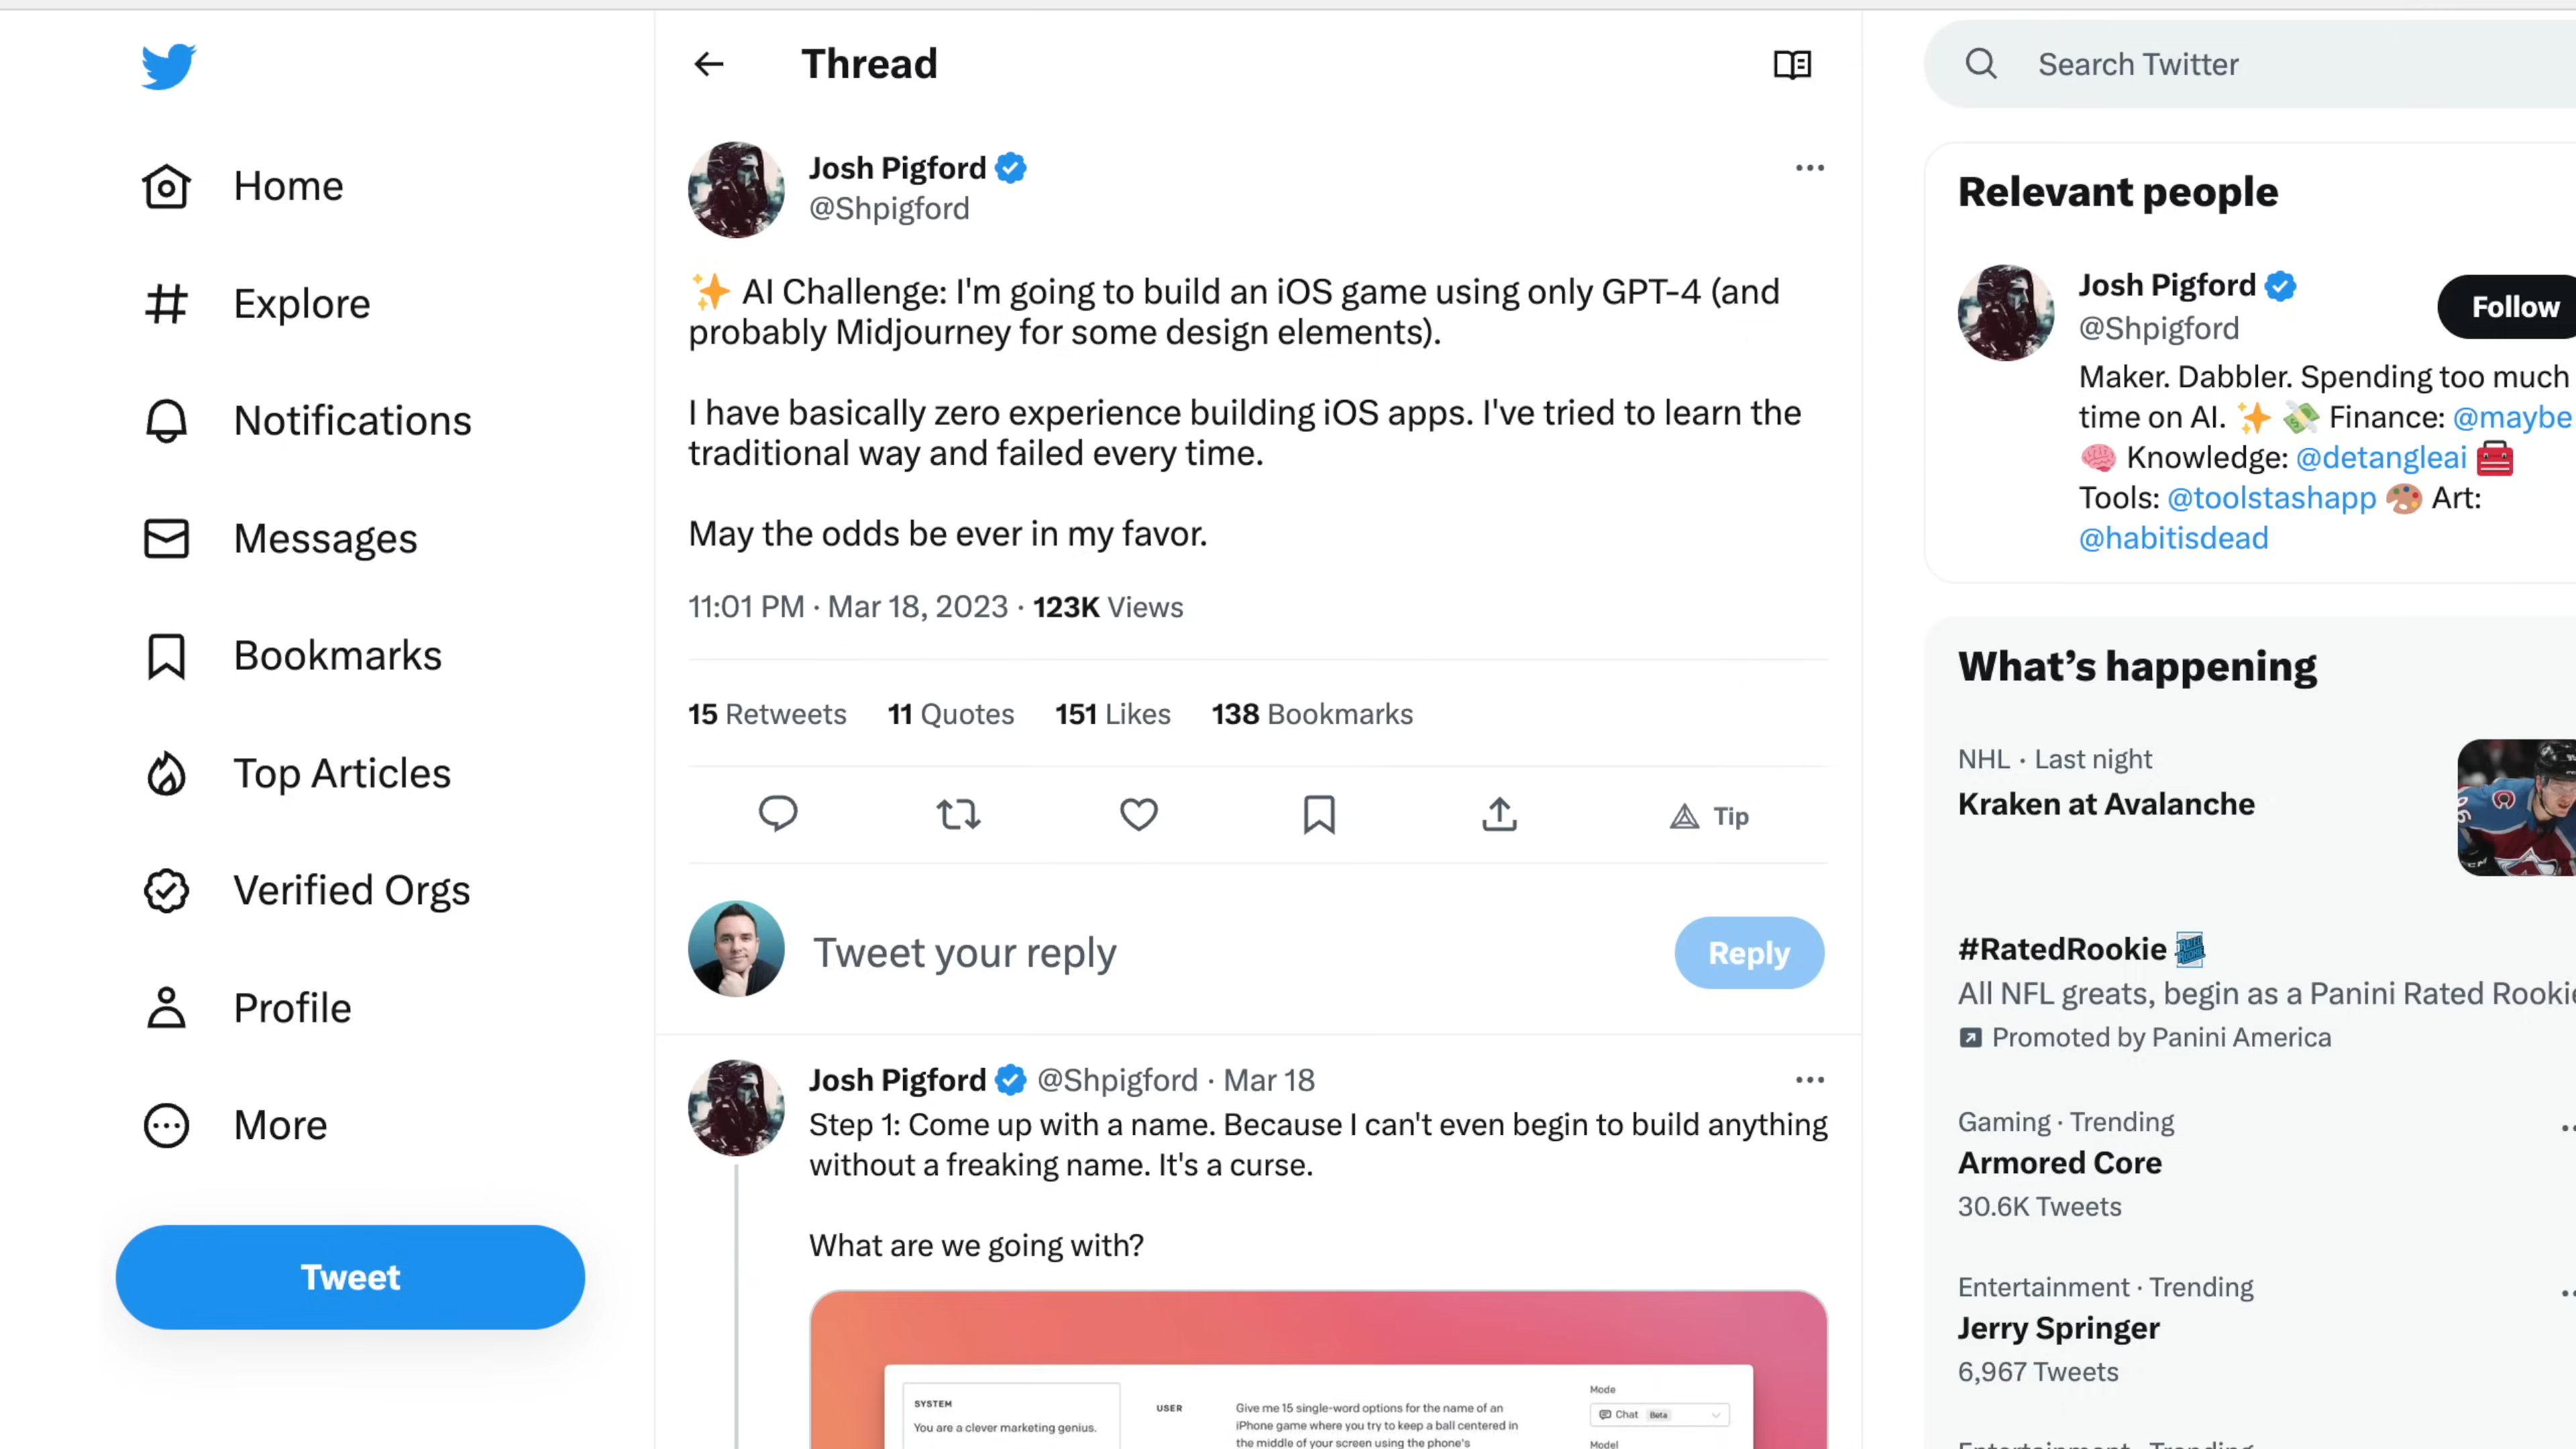 Home
Explore
Notifications
Messages
Bookmarks
Top Articles
Verified Orgs
Profile
More
Tweet
Thread
Josh Pigford
@Shpigford
✨ AI Challenge: I'm going to build an iOS game using only GPT-4 (and
probably Midjourney for some design elements).
I have basically zero experience building iOS apps. I've tried to learn the
traditional way and failed every time.
May the odds be ever in my favor.
11:01 PM · Mar 18, 2023 · 123K Views
15 Retweets 11 Quotes 151 Likes 138 Bookmarks
Tip
Tweet your reply
Reply
Josh Pigford @Shpigford · Mar 18
Step 1: Come up with a name. Because I can't even begin to build anything
without a freaking name. It's a curse.
What are we going with?
SYSTEM
You are a clever marketing genius.
USER
Give me 15 single-word options for the name of an
iPhone game where you try to keep a ball centered in
the middle of your screen using the phone's
Mode
Chat Beta
Model
Search Twitter
Relevant people
Josh Pigford
@Shpigford
Follow
Maker. Dabbler. Spending too much
time on AI. ✨ 💸 Finance: @maybe
🧠 Knowledge: @detangleai 🧰
Tools: @toolstashapp 🎨 Art:
@habitisdead
What's happening
NHL · Last night
Kraken at Avalanche
#RatedRookie
All NFL greats, begin as a Panini Rated Rookie
Promoted by Panini America
Gaming · Trending
Armored Core
30.6K Tweets
Entertainment · Trending
Jerry Springer
6,967 Tweets
Entertainment · Trending